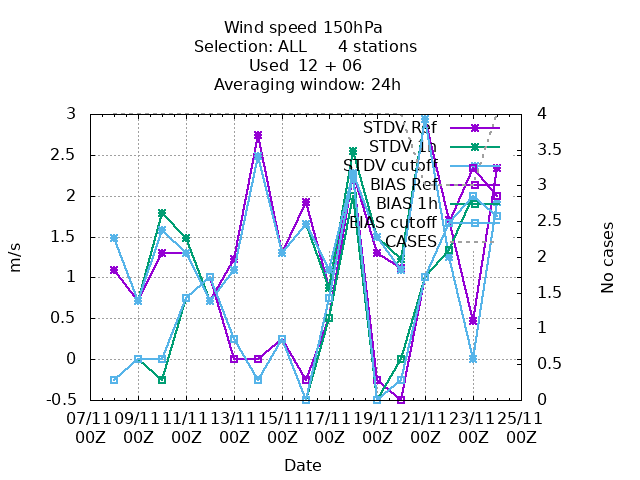 Wind speed 150hPa
Selection: ALL 4 stations
Used 12 + 06
Averaging window: 24h
STDV Ref
STDV 1h
STDV cutoff
BIAS Ref
BIAS 1h
BIAS cutoff
CASES
m/s
3
2.5
2
1.5
1
0.5
0
-0.5
No cases
4
3.5
3
2.5
2
1.5
1
0.5
0
07/11 09/11 11/11 13/11 15/11 17/11 19/11 21/11 23/11 25/11
00Z 00Z 00Z 00Z 00Z 00Z 00Z 00Z 00Z 00Z
Date